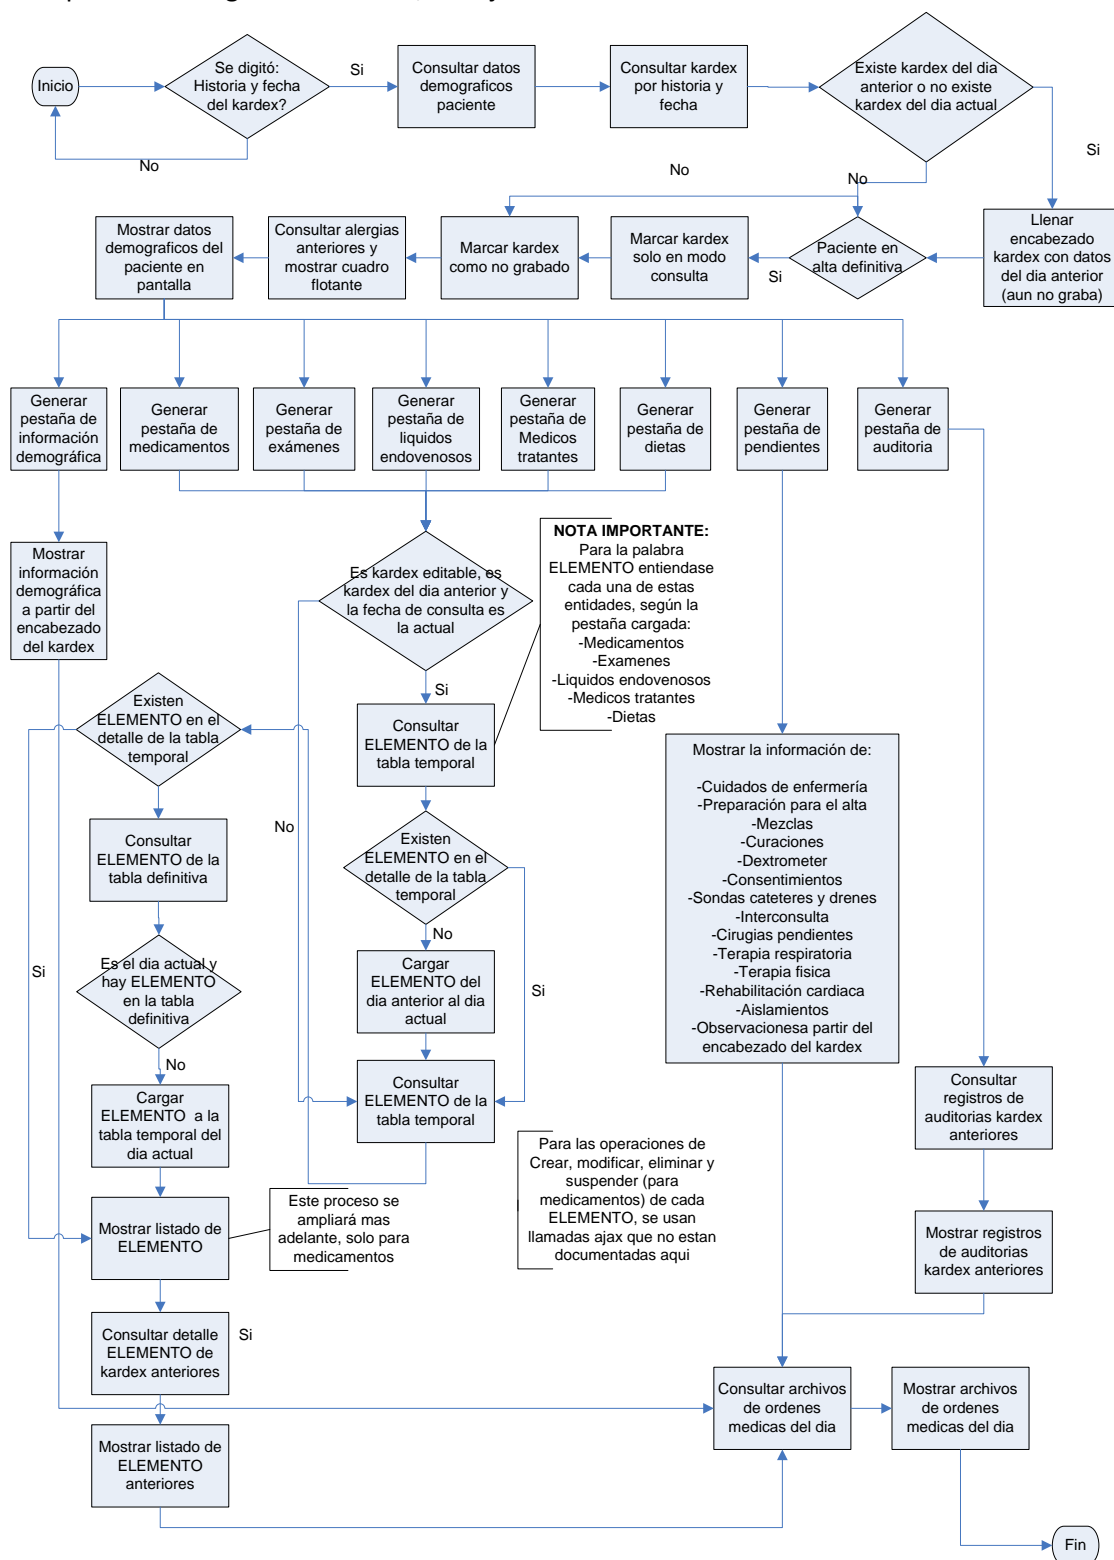 Inicio
Se digitó:
Historia y fecha
del kardex?
Si
No
Consultar datos
demograficos
paciente
Consultar kardex
por historia y
fecha
Existe kardex del dia
anterior o no existe
kardex del dia actual
Si
No
No
Mostrar datos
demograficos del
paciente en
pantalla
Consultar alergias
anteriores y
mostrar cuadro
flotante
Marcar kardex
como no grabado
Marcar kardex
solo en modo
consulta
Si
Paciente en
alta definitiva
Llenar
encabezado
kardex con datos
del dia anterior
(aun no graba)
Generar
pestaña de
información
demográfica
Generar
pestaña de
medicamentos
Generar
pestaña de
exámenes
Generar
pestaña de
liquidos
endovenosos
Generar
pestaña de
Medicos
tratantes
Generar
pestaña de
dietas
Generar
pestaña de
pendientes
Generar
pestaña de
auditoria
Mostrar
información
demográfica
a partir del
encabezado
del kardex
Es kardex editable, es
kardex del dia anterior y
la fecha de consulta es
la actual
Si
No
NOTA IMPORTANTE:
Para la palabra
ELEMENTO entiendase
cada una de estas
entidades, según la
pestaña cargada:
-Medicamentos
-Examenes
-Liquidos endovenosos
-Medicos tratantes
-Dietas
Existen
ELEMENTO en el
detalle de la tabla
temporal
Si
Consultar
ELEMENTO de la
tabla temporal
Mostrar la información de:
-Cuidados de enfermería
-Preparación para el alta
-Mezclas
-Curaciones
-Dextrometer
-Consentimientos
-Sondas cateteres y drenes
-Interconsulta
-Cirugias pendientes
-Terapia respiratoria
-Terapia fisica
-Rehabilitación cardiaca
-Aislamientos
-Observacionesa partir del
encabezado del kardex
Consultar
ELEMENTO de la
tabla definitiva
Existen
ELEMENTO en el
detalle de la tabla
temporal
No
Si
Es el dia actual y
hay ELEMENTO
en la tabla
definitiva
No
Cargar
ELEMENTO del
dia anterior al dia
actual
Cargar
ELEMENTO a la
tabla temporal del
dia actual
Consultar
ELEMENTO de la
tabla temporal
Consultar
registros de
auditorias kardex
anteriores
Mostrar listado de
ELEMENTO
Este proceso se
ampliará mas
adelante, solo para
medicamentos
Para las operaciones de
Crear, modificar, eliminar y
suspender (para
medicamentos) de cada
ELEMENTO, se usan
llamadas ajax que no estan
documentadas aqui
Mostrar registros
de auditorias
kardex anteriores
Consultar detalle
ELEMENTO de
kardex anteriores
Si
Mostrar listado de
ELEMENTO
anteriores
Consultar archivos
de ordenes
medicas del dia
Mostrar archivos
de ordenes
medicas del dia
Fin